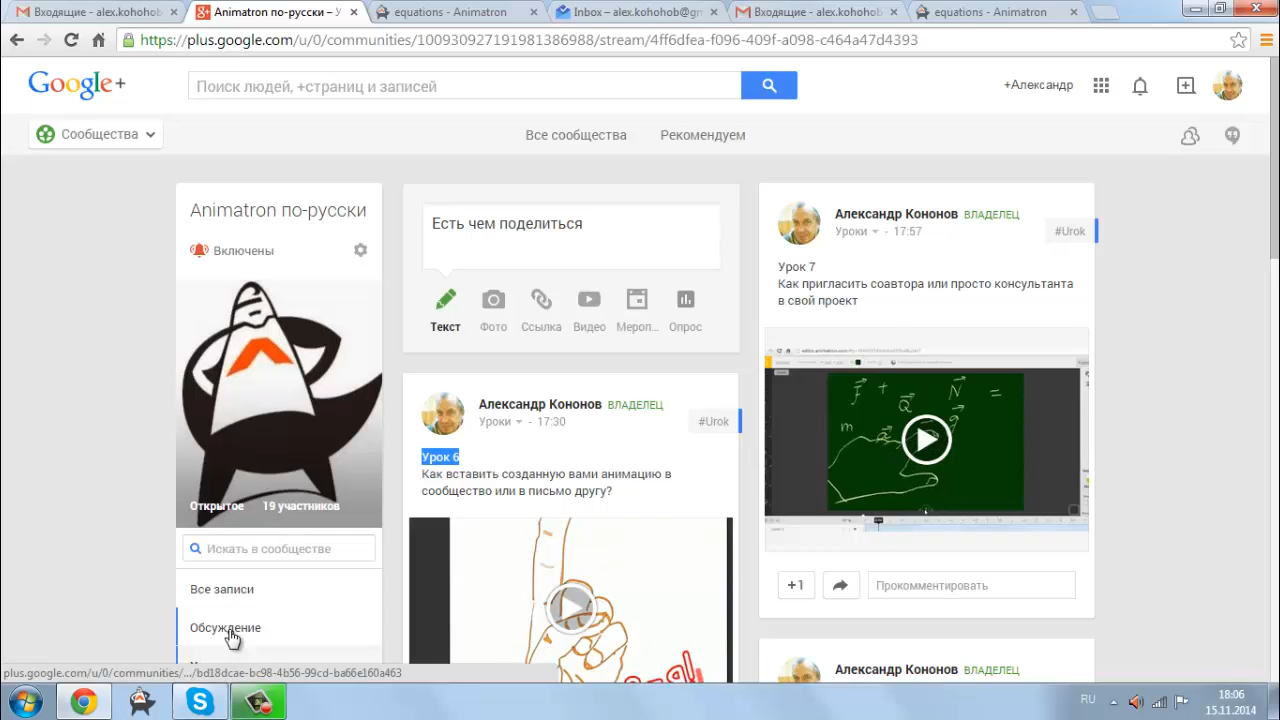 Входящие - alex.kohohob
Animatron по-русски – У
equations - Animatron
Inbox – alex.kohohob@gm
Входящие - alex.kohohob
equations - Animatron
https://plus.google.com/u/0/communities/100930927191981386988/stream/4ff6dfea-f096-409f-a098-c464a47d4393
Google+
Поиск людей, +страниц и записей
+Александр
Сообщества
Все сообщества
Рекомендуем
Animatron по-русски
Включены
Открытое
19 участников
Искать в сообществе
Все записи
Обсуждение
Есть чем поделиться
Текст
Фото
Ссылка
Видео
Мероп...
Опрос
Александр Кононов ВЛАДЕЛЕЦ
Уроки - 17:30
#Urok
Урок 6
Как вставить созданную вами анимацию в
сообщество или в письмо другу?
Александр Кононов ВЛАДЕЛЕЦ
Уроки - 17:57
#Urok
Урок 7
Как пригласить соавтора или просто консультанта
в свой проект
+1
Прокомментировать
Александр Кононов ВЛАДЕЛЕЦ
plus.google.com/u/0/communities/.../bd18dcae-bc98-4b56-99cd-ba66e160a463
RU
18:06
15.11.2014